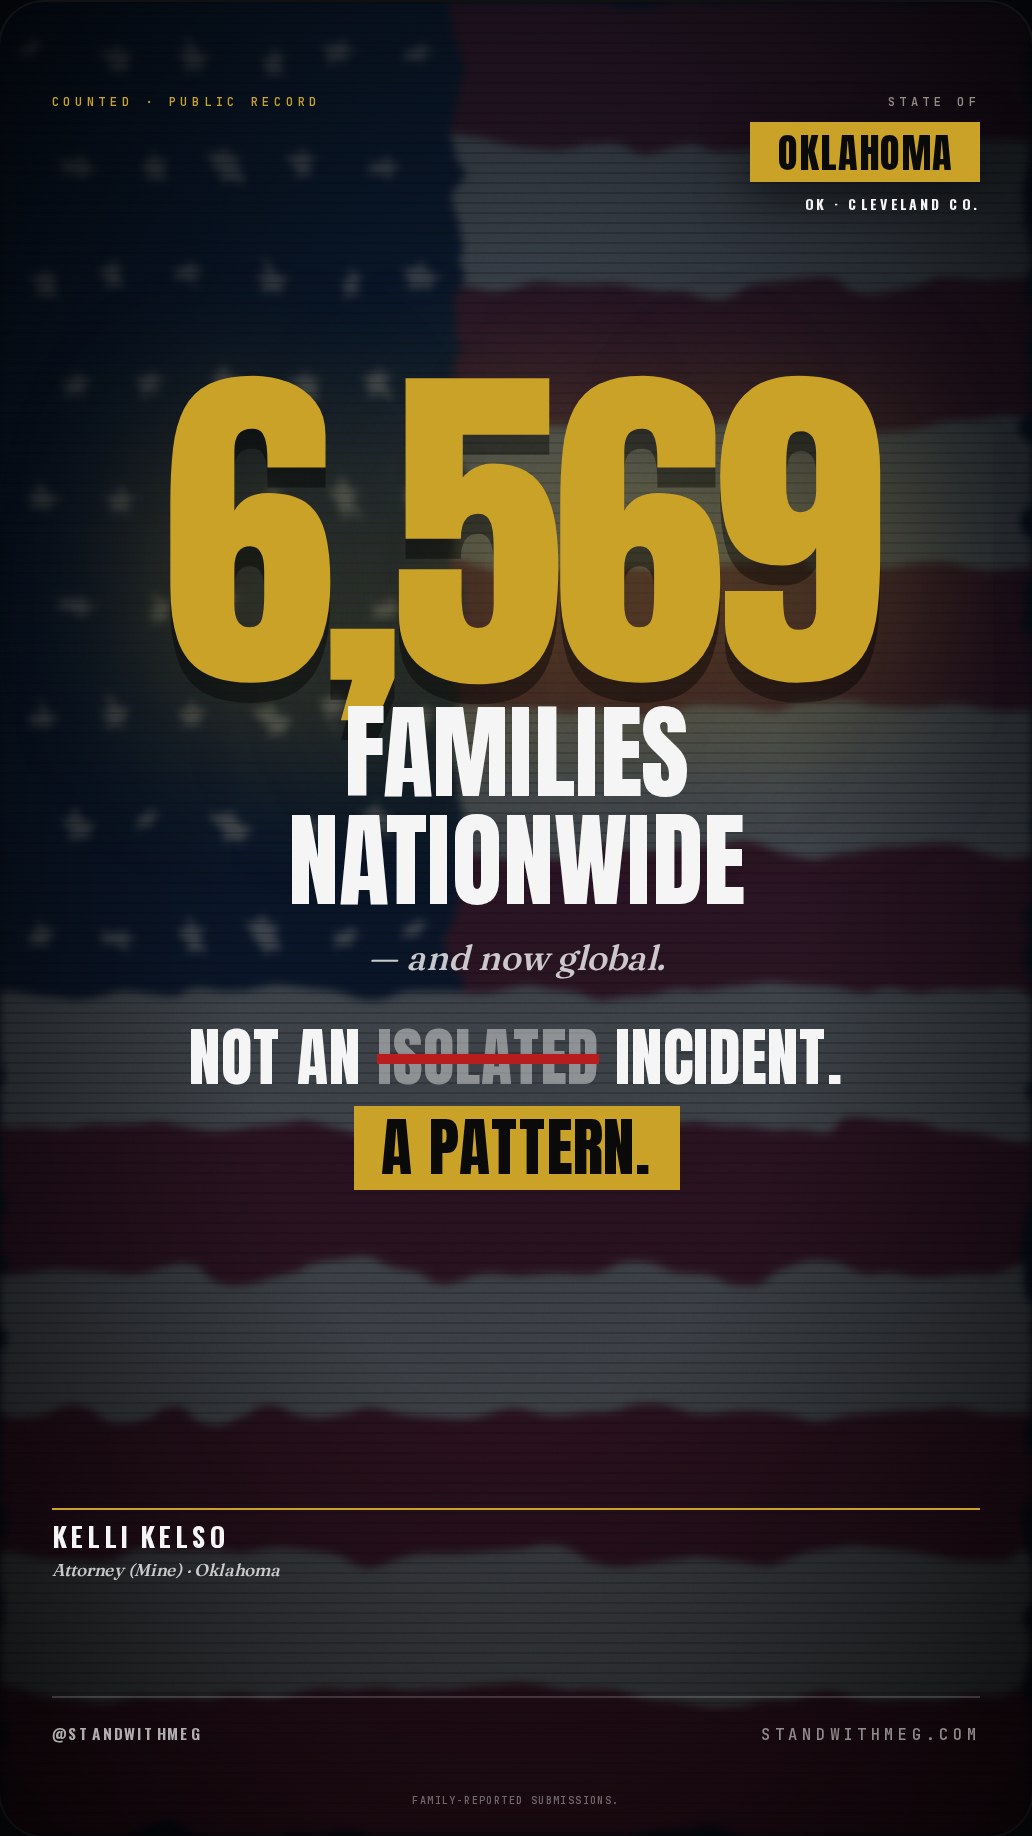 COUNTED · PUBLIC RECORD
STATE OF
OKLAHOMA
OK · CLEVELAND CO.
6,569
FAMILIES
NATIONWIDE
— and now global.
NOT AN ISOLATED INCIDENT.
A PATTERN.
KELLI KELSO
Attorney (Mine) · Oklahoma
@STANDWITHMEG
STANDWITHMEG.COM
FAMILY-REPORTED SUBMISSIONS.